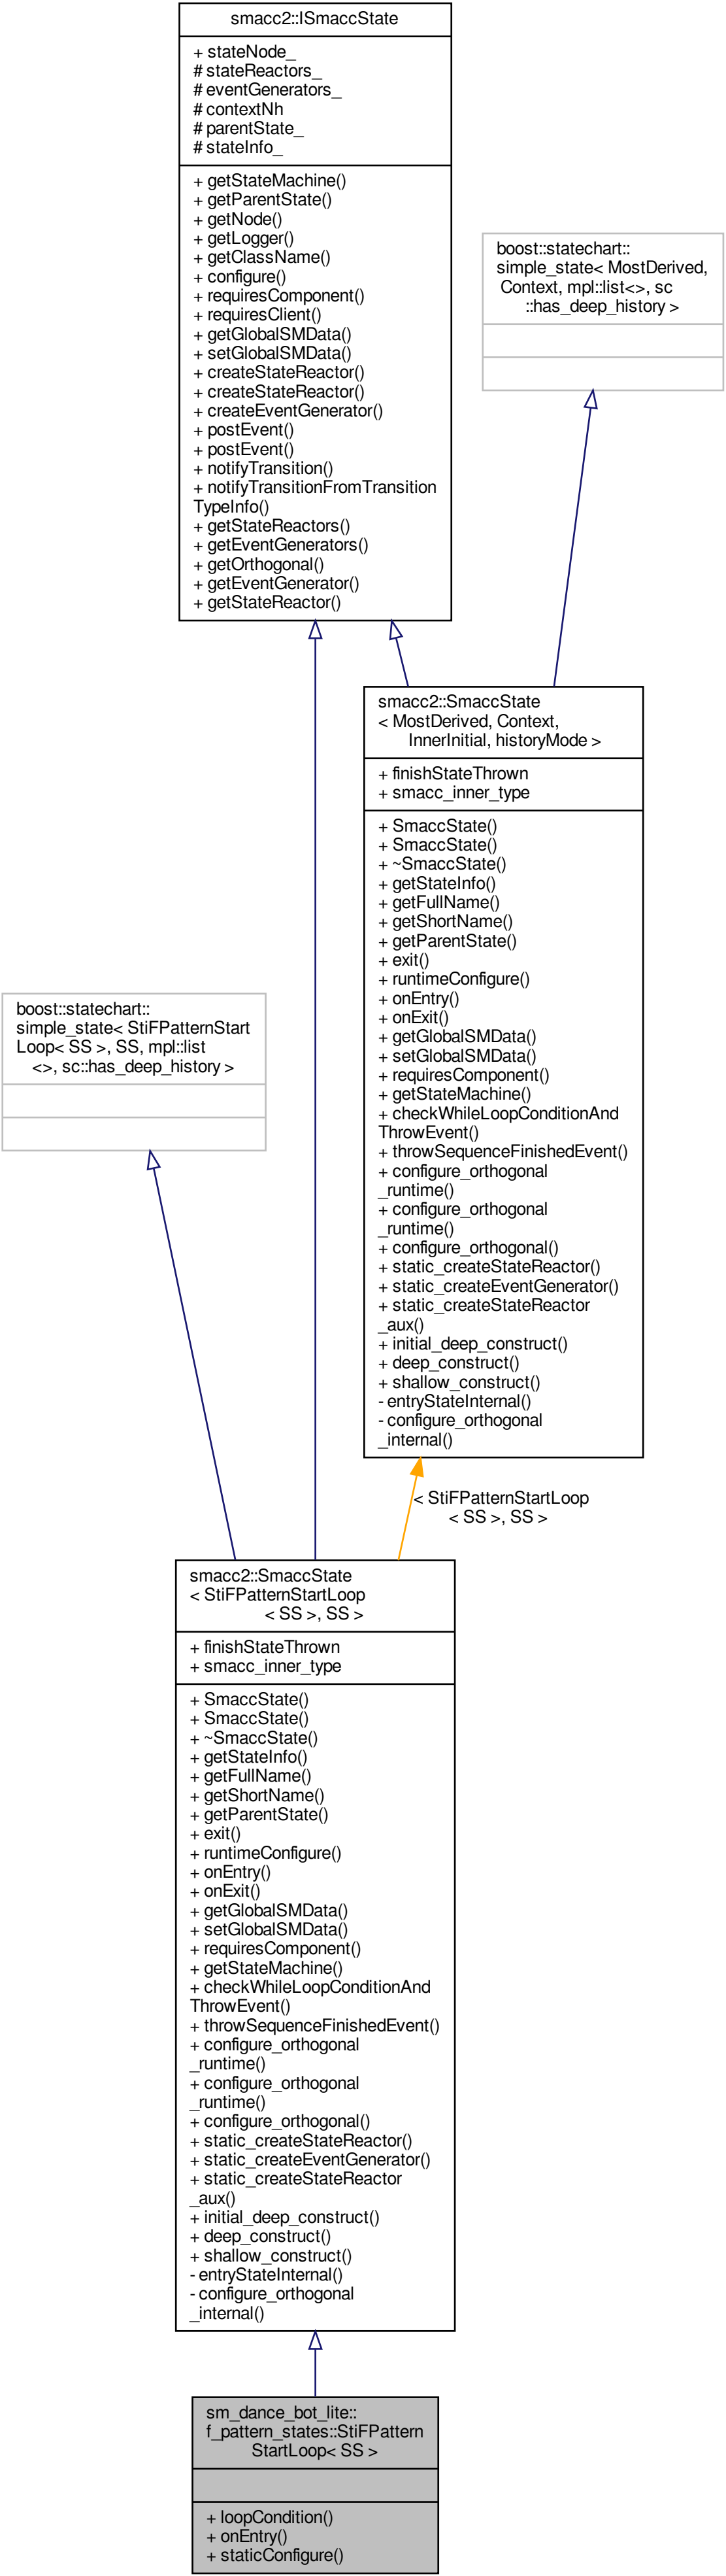 smacc2::ISmaccState
+ stateNode_
# stateReactors_
# eventGenerators_
# contextNh
# parentState_
# stateInfo_
+ getStateMachine()
+ getParentState()
+ getNode()
+ getLogger()
+ getClassName()
+ configure()
+ requiresComponent()
+ requiresClient()
+ getGlobalSMData()
+ setGlobalSMData()
+ createStateReactor()
+ createStateReactor()
+ createEventGenerator()
+ postEvent()
+ postEvent()
+ notifyTransition()
+ notifyTransitionFromTransition
TypeInfo()
+ getStateReactors()
+ getEventGenerators()
+ getOrthogonal()
+ getEventGenerator()
+ getStateReactor()
boost::statechart::
simple_state< MostDerived,
Context, mpl::list<>, sc
::has_deep_history >
smacc2::SmaccState
< MostDerived, Context,
InnerInitial, historyMode >
+ finishStateThrown
+ smacc_inner_type
+ SmaccState()
+ SmaccState()
+ ~SmaccState()
+ getStateInfo()
+ getFullName()
+ getShortName()
+ getParentState()
+ exit()
+ runtimeConfigure()
+ onEntry()
+ onExit()
+ getGlobalSMData()
+ setGlobalSMData()
+ requiresComponent()
+ getStateMachine()
+ checkWhileLoopConditionAnd
ThrowEvent()
+ throwSequenceFinishedEvent()
+ configure_orthogonal
_runtime()
+ configure_orthogonal
_runtime()
+ configure_orthogonal()
+ static_createStateReactor()
+ static_createEventGenerator()
+ static_createStateReactor
_aux()
+ initial_deep_construct()
+ deep_construct()
+ shallow_construct()
- entryStateInternal()
- configure_orthogonal
_internal()
boost::statechart::
simple_state< StiFPatternStart
Loop< SS >, SS, mpl::list
<>, sc::has_deep_history >
< StiFPatternStartLoop
< SS >, SS >
smacc2::SmaccState
< StiFPatternStartLoop
< SS >, SS >
+ finishStateThrown
+ smacc_inner_type
+ SmaccState()
+ SmaccState()
+ ~SmaccState()
+ getStateInfo()
+ getFullName()
+ getShortName()
+ getParentState()
+ exit()
+ runtimeConfigure()
+ onEntry()
+ onExit()
+ getGlobalSMData()
+ setGlobalSMData()
+ requiresComponent()
+ getStateMachine()
+ checkWhileLoopConditionAnd
ThrowEvent()
+ throwSequenceFinishedEvent()
+ configure_orthogonal
_runtime()
+ configure_orthogonal
_runtime()
+ configure_orthogonal()
+ static_createStateReactor()
+ static_createEventGenerator()
+ static_createStateReactor
_aux()
+ initial_deep_construct()
+ deep_construct()
+ shallow_construct()
- entryStateInternal()
- configure_orthogonal
_internal()
sm_dance_bot_lite::
f_pattern_states::StiFPattern
StartLoop< SS >
+ loopCondition()
+ onEntry()
+ staticConfigure()